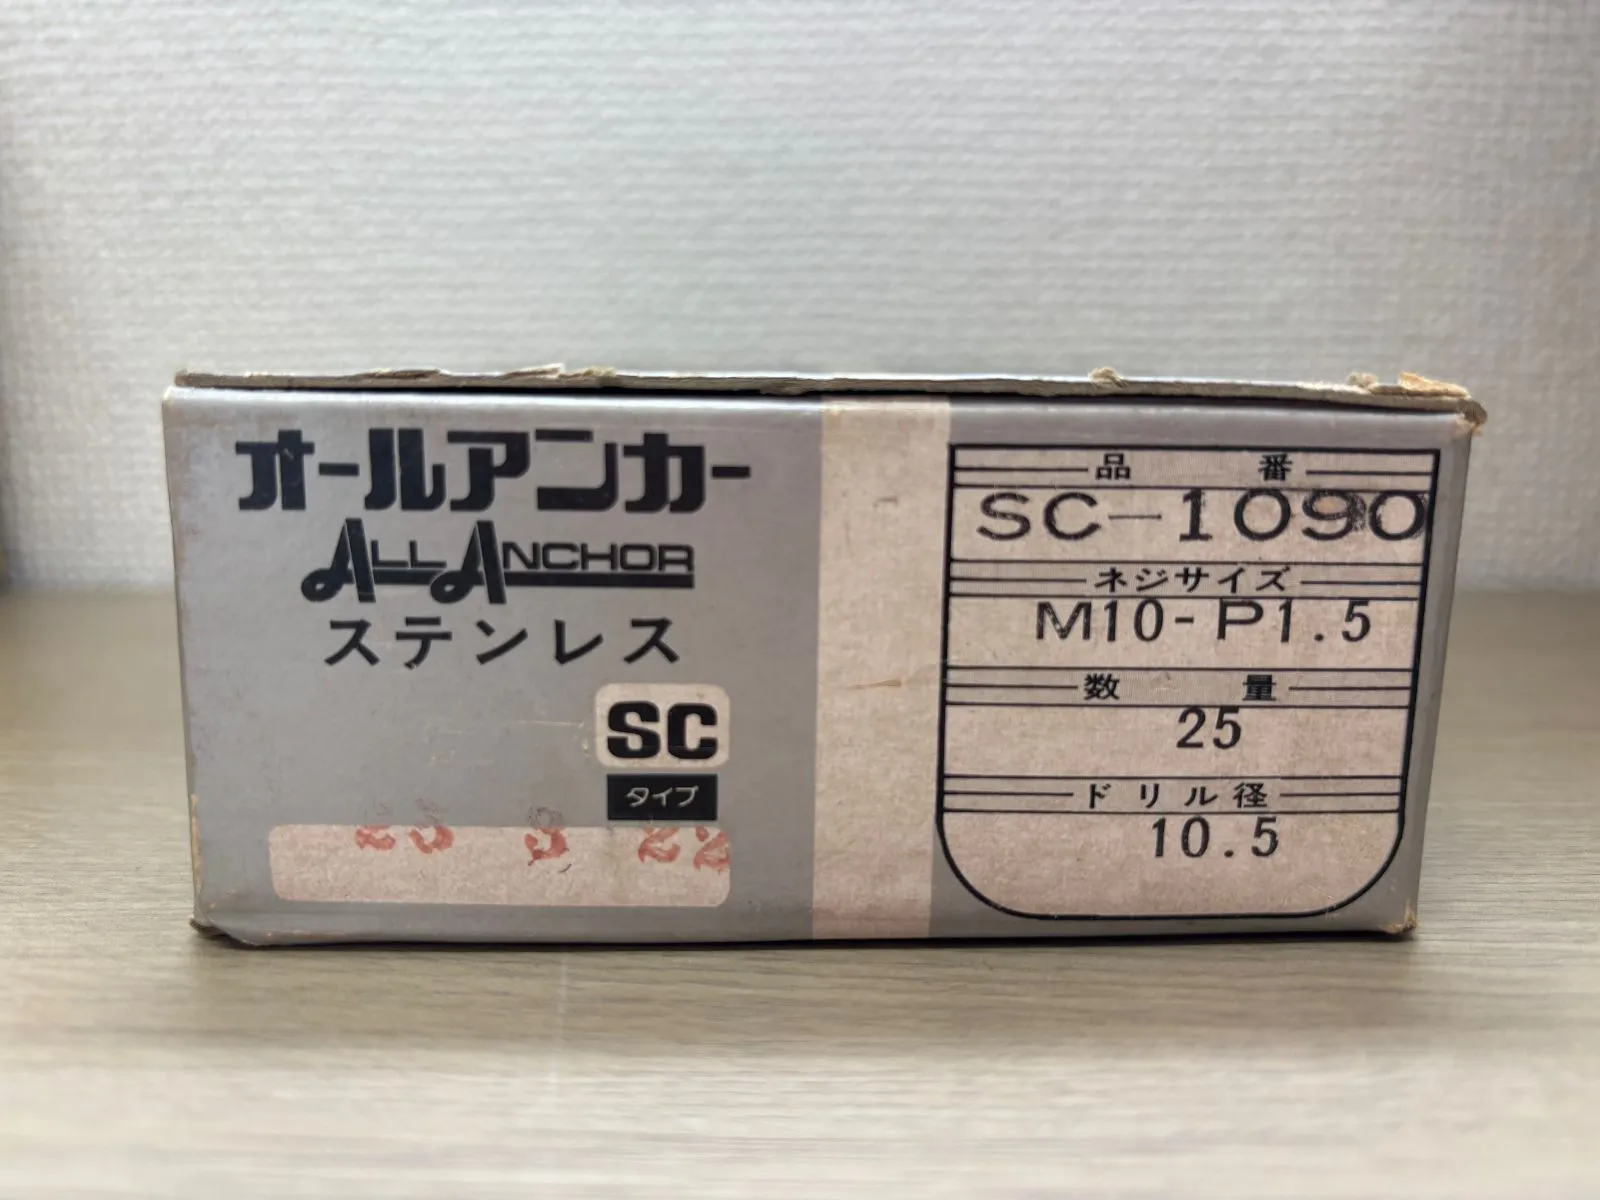 オールアンカー
ALL ANCHOR
ステンレス
SC
タイプ
品番
SC-1090
ネジサイズ
M10-P1.5
数量
25
ドリル径
10.5